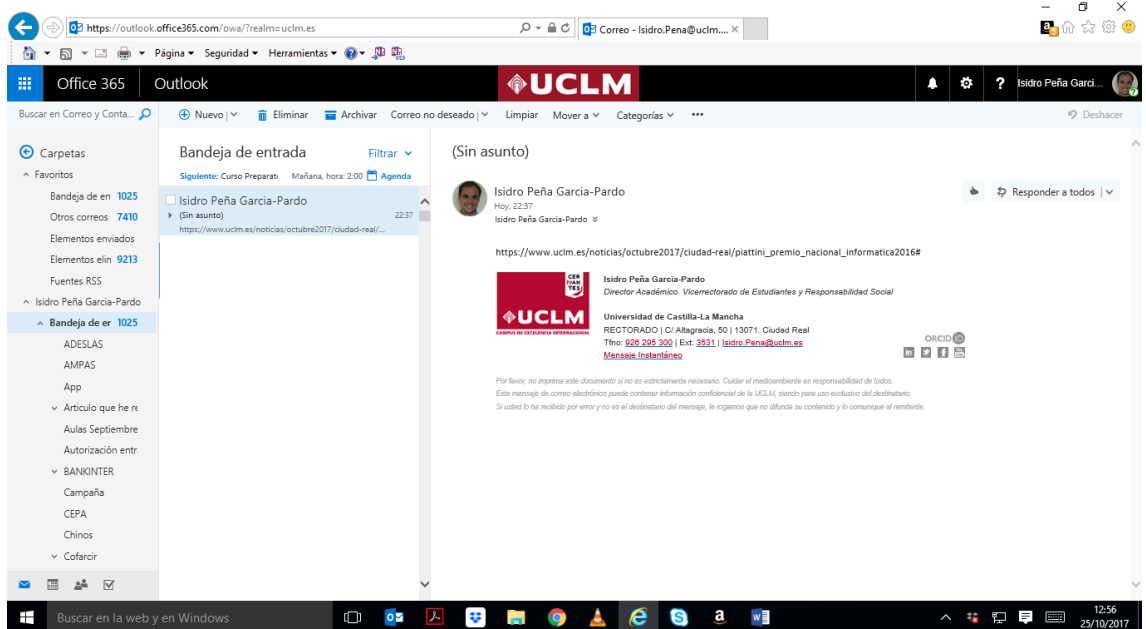 https://outlook.office365.com/owa/?realm=uclm.es
Correo - Isidro.Pena@uclm....
Página Seguridad Herramientas
Office 365 Outlook
UCLM
? Isidro Peña Garci...
Buscar en Correo y Conta...
Nuevo Eliminar Archivar Correo no deseado Limpiar Mover a Categorías ... Deshacer
Carpetas
Favoritos
Bandeja de en 1025
Otros correos 7410
Elementos enviados
Elementos elin 9213
Fuentes RSS
Isidro Peña Garcia-Pardo
Bandeja de er 1025
ADESLAS
AMPAS
App
Articulo que he re
Aulas Septiembre
Autorización entr
BANKINTER
Campaña
CEPA
Chinos
Cofarcir
Bandeja de entrada Filtrar
Siguiente: Curso Preparat Mañana, hora: 2:00 Agenda
Isidro Peña Garcia-Pardo
(Sin asunto) 22:37
https://www.uclm.es/noticias/octubre2017/ciudad-real/...
(Sin asunto)
Isidro Peña Garcia-Pardo
Hoy, 22:37
Isidro Peña Garcia-Pardo
Responder a todos
https://www.uclm.es/noticias/octubre2017/ciudad-real/piattini_premio_nacional_informatica2016#
CER
IVAN
TES
UCLM
CAMPUS DE EXCELENCIA INTERNACIONAL
Isidro Peña García-Pardo
Director Académico. Vicerrectorado de Estudiantes y Responsabilidad Social
Universidad de Castilla-La Mancha
RECTORADO | C/ Altagracia, 50 | 13071. Ciudad Real
Tfno: 926 295 300 | Ext: 3531 | Isidro.Pena@uclm.es
Mensaje Instantáneo
ORCID iD
in f
Por favor, no imprima este documento si no es estrictamente necesario. Cuidar el medioambiente es responsabilidad de todos.
Este mensaje de correo electrónico puede contener información confidencial de la UCLM, siendo para uso exclusivo del destinatario.
Si usted lo ha recibido por error y no es el destinatario del mensaje, le rogamos que no difunda su contenido y lo comunique al remitente.
Buscar en la web y en Windows
12:56
25/10/2017